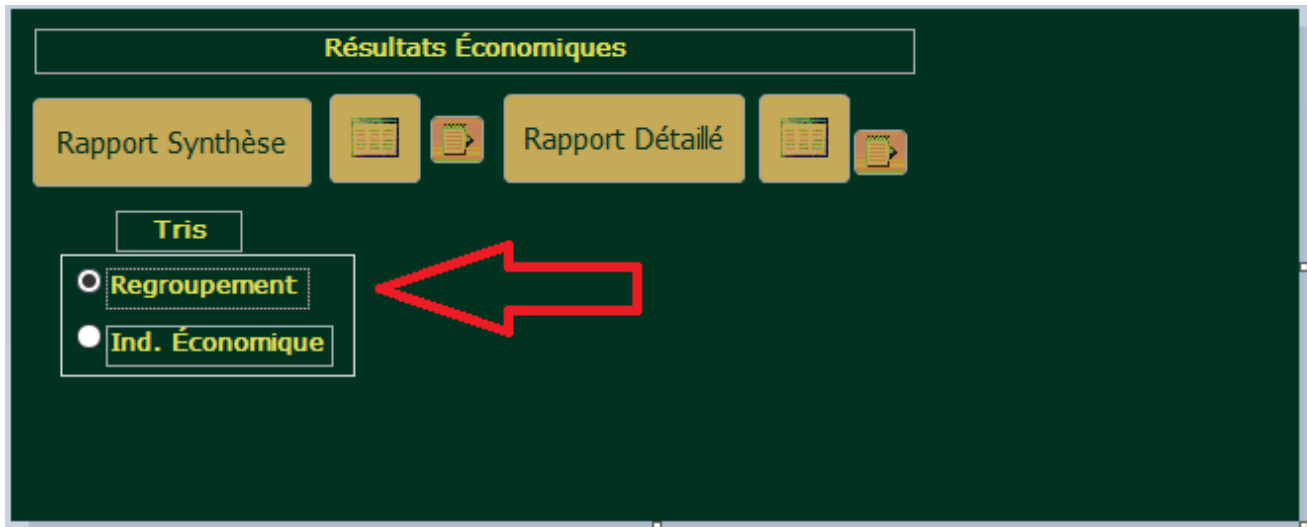 Résultats Économiques
Rapport Synthèse
Rapport Détaillé
Tris
Regroupement
Ind. Économique